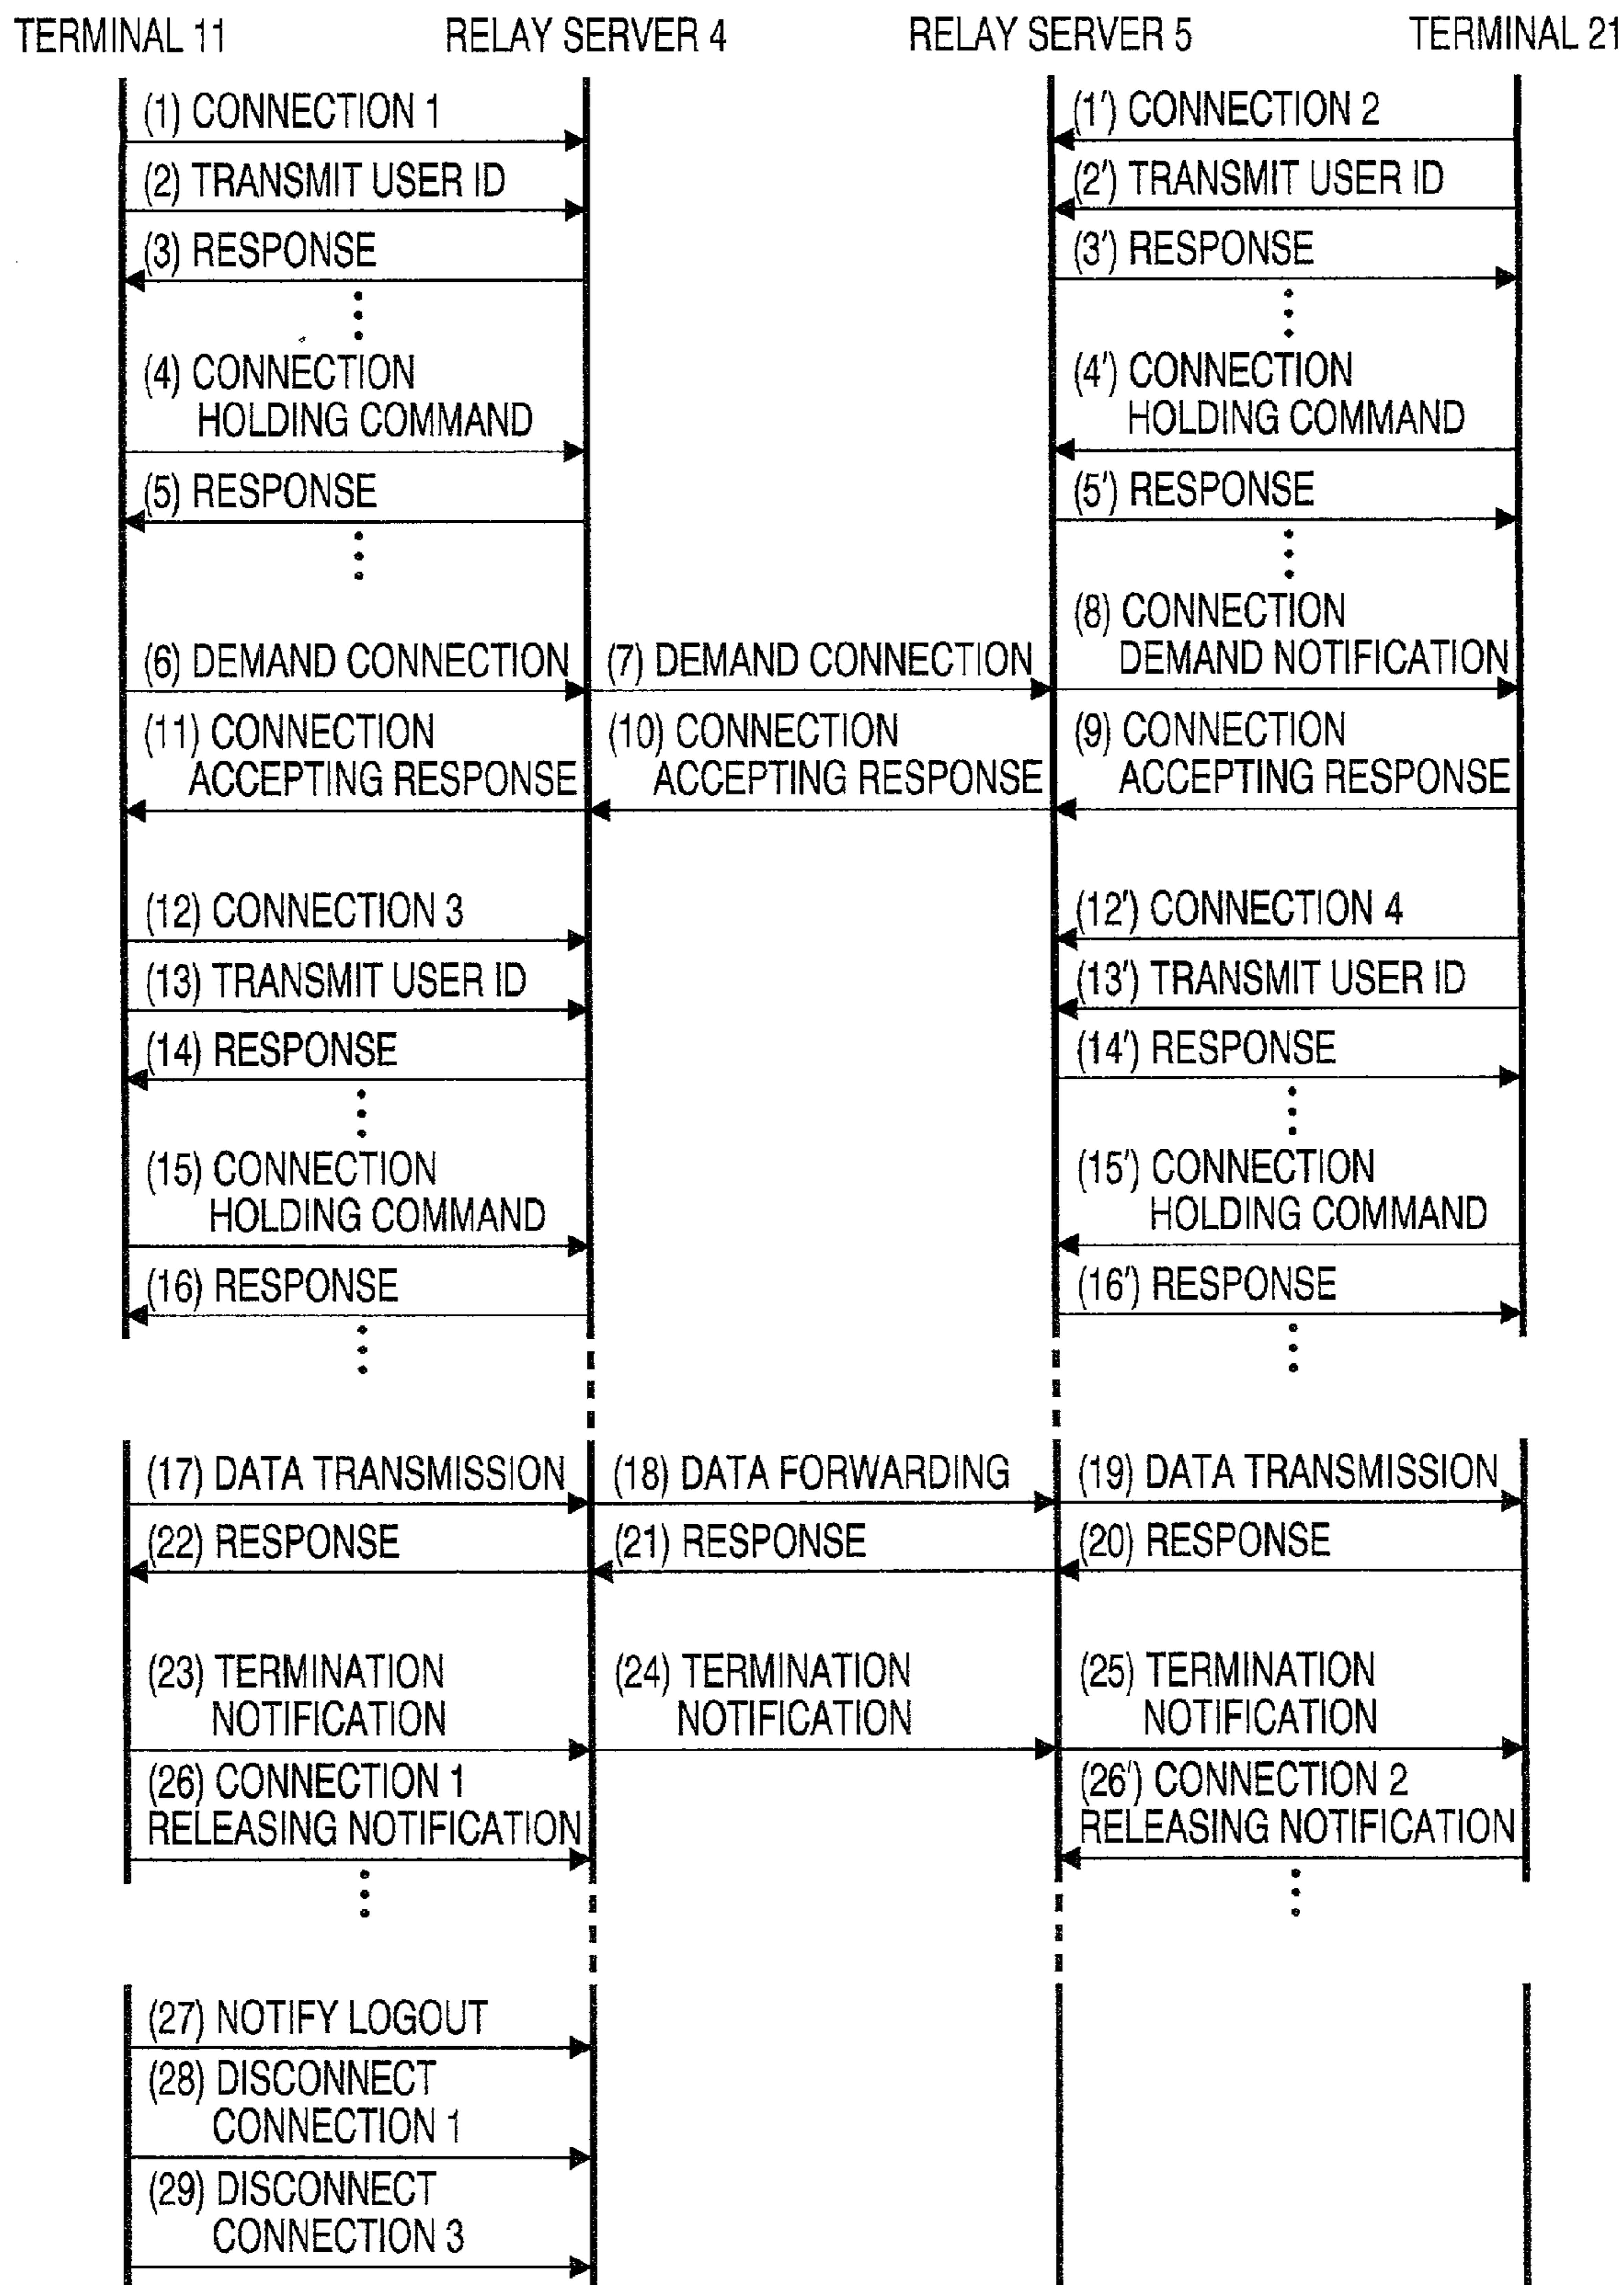 TERMINAL 11 RELAY SERVER 4 RELAY SERVER 5 TERMINAL 21
(1) CONNECTION 1 (1') CONNECTION 2
(2) TRANSMIT USER ID (2') TRANSMIT USER ID
(3) RESPONSE (3') RESPONSE
(4) CONNECTION (4') CONNECTION
HOLDING COMMAND HOLDING COMMAND
(5) RESPONSE (5') RESPONSE
(8) CONNECTION
(6) DEMAND CONNECTION (7) DEMAND CONNECTION DEMAND NOTIFICATION
(11) CONNECTION (10) CONNECTION (9) CONNECTION
ACCEPTING RESPONSE ACCEPTING RESPONSE ACCEPTING RESPONSE
(12) CONNECTION 3 (12') CONNECTION 4
(13) TRANSMIT USER ID (13') TRANSMIT USER ID
(14) RESPONSE (14') RESPONSE
(15) CONNECTION (15') CONNECTION
HOLDING COMMAND HOLDING COMMAND
(16) RESPONSE (16') RESPONSE
(17) DATA TRANSMISSION (18) DATA FORWARDING (19) DATA TRANSMISSION
(22) RESPONSE (21) RESPONSE (20) RESPONSE
(23) TERMINATION (24) TERMINATION (25) TERMINATION
NOTIFICATION NOTIFICATION NOTIFICATION
(26) CONNECTION 1 (26') CONNECTION 2
RELEASING NOTIFICATION RELEASING NOTIFICATION
(27) NOTIFY LOGOUT
(28) DISCONNECT
CONNECTION 1
(29) DISCONNECT
CONNECTION 3